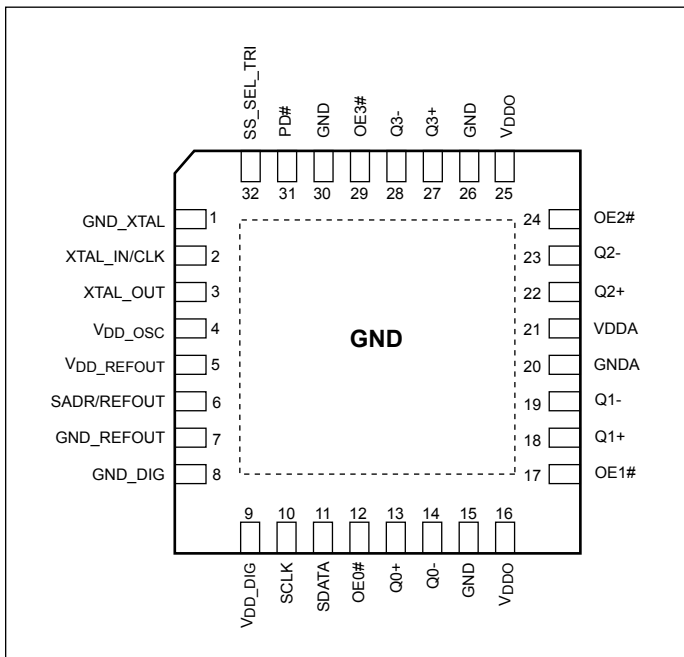 SS_SEL_TRI
PD#
GND
OE3#
Q3-
Q3+
GND
VDDO
32
31
30
29
28
27
26
25
GND_XTAL 1
XTAL_IN/CLK 2
XTAL_OUT 3
VDD_OSC 4
VDD_REFOUT 5
SADR/REFOUT 6
GND_REFOUT 7
GND_DIG 8
GND
24 OE2#
23 Q2-
22 Q2+
21 VDDA
20 GNDA
19 Q1-
18 Q1+
17 OE1#
9
10
11
12
13
14
15
16
VDD_DIG
SCLK
SDATA
OE0#
Q0+
Q0-
GND
VDDO